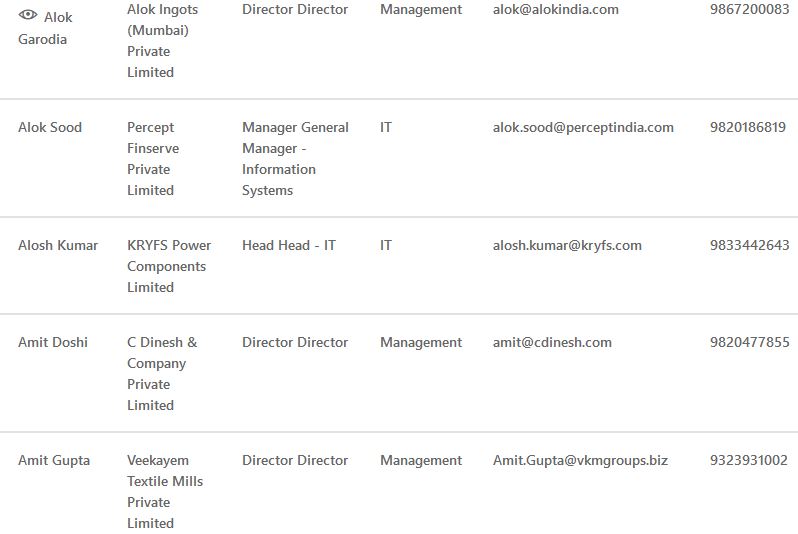 Alok Garodia Alok Ingots (Mumbai) Private Limited Director Director Management alok@alokindia.com 9867200083
Alok Sood Percept Finserve Private Limited Manager General Manager - Information Systems IT alok.sood@perceptindia.com 9820186819
Alosh Kumar KRYFS Power Components Limited Head Head - IT IT alosh.kumar@kryfs.com 9833442643
Amit Doshi C Dinesh & Company Private Limited Director Director Management amit@cdinesh.com 9820477855
Amit Gupta Veekayem Textile Mills Private Limited Director Director Management Amit.Gupta@vkmgroups.biz 9323931002